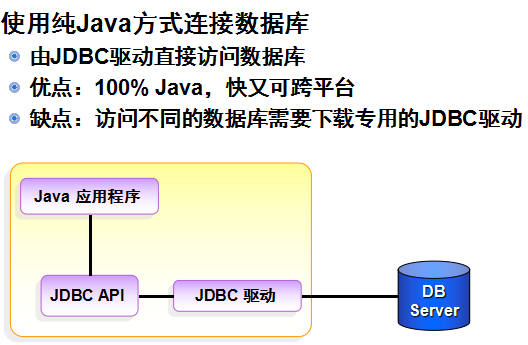 使用纯Java方式连接数据库
由JDBC驱动直接访问数据库
优点：100% Java，快又可跨平台
缺点：访问不同的数据库需要下载专用的JDBC驱动
Java 应用程序
JDBC API
JDBC 驱动
DB
Server